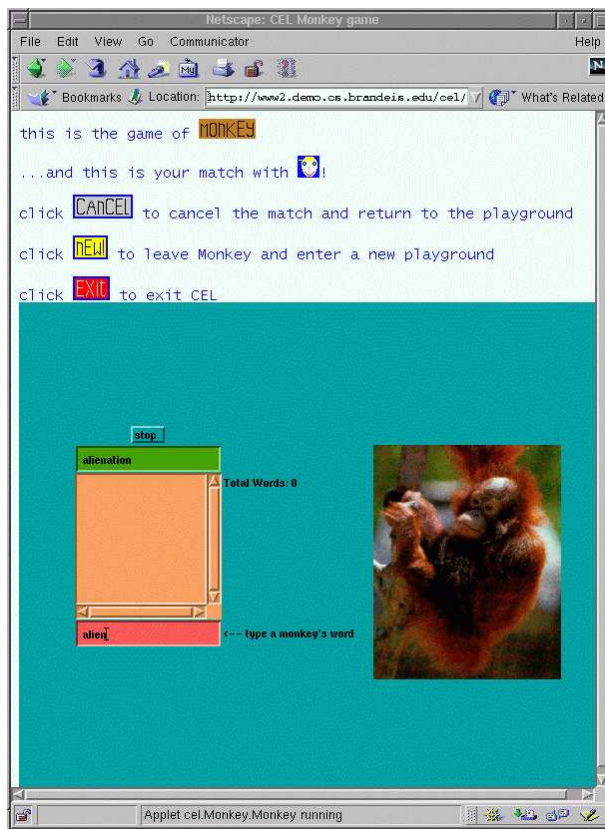 Netscape: CEL Monkey game
File Edit View Go Communicator Help
Bookmarks Location: http://www2.demo.cs.brandeis.edu/cel/ What's Related
this is the game of MONKEY
...and this is your match with !
click CANCEL to cancel the match and return to the playground
click NEW! to leave Monkey and enter a new playground
click EXIT to exit CEL
stop
alienation
Total Words: 0
alien <-- type a monkey's word
Applet cel.Monkey.Monkey running